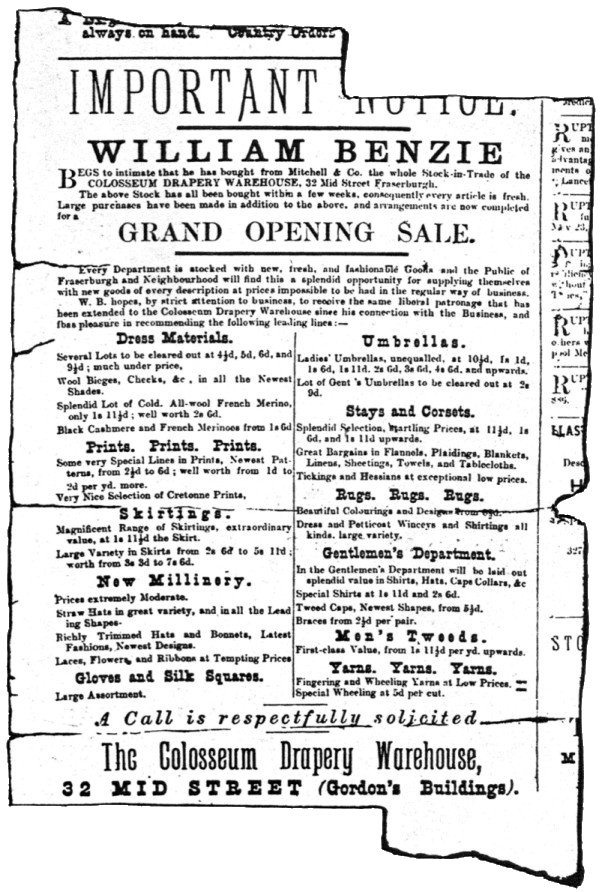 always on hand. Country Orders
IMPORTANT NOTICE.
WILLIAM BENZIE
BEGS to intimate that he has bought from Mitchell & Co. the whole Stock-in-Trade of the
COLOSSEUM DRAPERY WAREHOUSE, 32 Mid Street Fraserburgh.
The above Stock has all been bought within a few weeks, consequently every article is fresh.
Large purchases have been made in addition to the above, and arrangements are now completed
for a
GRAND OPENING SALE.
Every Department is stocked with new, fresh, and fashionable Goods and the Public of
Fraserburgh and Neighbourhood will find this a splendid opportunity for supplying themselves
with new goods of every description at prices impossible to be had in the regular way of business.
W. B. hopes, by strict attention to business, to receive the same liberal patronage that has
been extended to the Colosseum Drapery Warehouse since his connection with the Business, and
has pleasure in recommending the following leading lines:—
Dress Materials.
Several Lots to be cleared out at 4½d, 5d, 6d, and
9½d; much under price,
Wool Bieges, Checks, &c, in all the Newest
Shades.
Splendid Lot of Cold. All-wool French Merino,
only 1s 11½d; well worth 2s 6d.
Black Cashmere and French Merinoes from 1s 6d
Prints. Prints. Prints.
Some very Special Lines in Prints, Newest Pat-
terns, from 2½d to 6d; well worth from 1d to
2d per yd. more.
Very Nice Selection of Cretonne Prints,
Skirtings.
Magnificent Range of Skirtings, extraordinary
value, at 1s 11½d the Skirt.
Large Variety in Skirts from 2s 6d to 5s 11d;
worth from 3s 3d to 7s 6d.
New Millinery.
Prices extremely Moderate.
Straw Hats in great variety, and in all the Lead
ing Shapes-
Richly Trimmed Hats and Bonnets, Latest
Fashions, Newest Designs.
Laces, Flowers, and Ribbons at Tempting Prices
Gloves and Silk Squares.
Large Assortment.
Umbrellas.
Ladies' Umbrellas, unequalled, at 10½d, 1s 1d,
1s 6d, 1s 11d. 2s 6d, 3s 6d, 4s 6d, and upwards.
Lot of Gent's Umbrellas to be cleared out at 2s
9d.
Stays and Corsets.
Splendid Selection, Startling Prices, at 11½d, 1s
6d, and 1s 11d upwards.
Great Bargains in Flannels, Plaidings, Blankets,
Linens, Sheetings, Towels, and Tablecloths.
Tickings and Hessians at exceptional low prices.
Rugs. Rugs. Rugs.
Beautiful Colourings and Designs from
Dress and Petticoat Winceys and Shirtings all
kinds. large variety.
Gentlemen's Department.
In the Gentlemen's Department will be laid out
splendid value in Shirts, Hats, Caps Collars, &c
Special Shirts at 1s 11d and 2s 6d.
Tweed Caps, Newest Shapes, from 5½d.
Braces from 2½d per pair.
Men's Tweeds.
First-class Value, from 1s 11½d per yd. upwards.
Yarns. Yarns. Yarns.
Fingering and Wheeling Yarns at Low Prices.
Special Wheeling at 5d per cut.
A Call is respectfully solicited
The Colosseum Drapery Warehouse,
32 MID STREET (Gordon's Buildings).